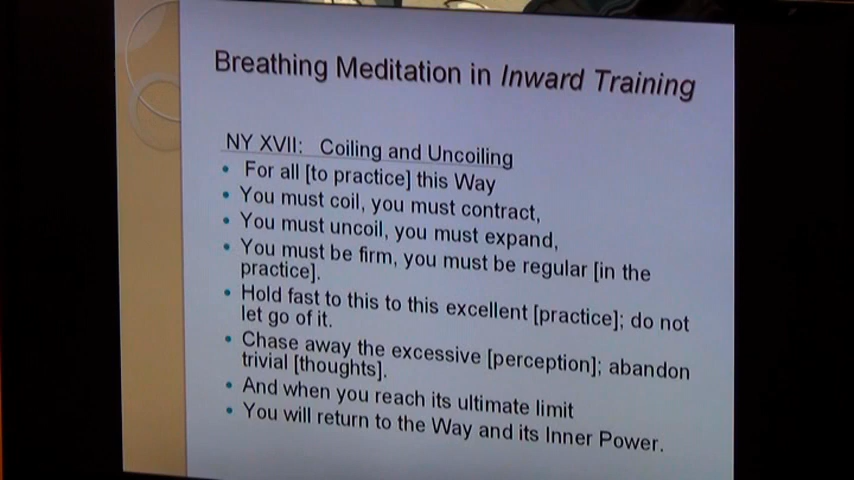 Breathing Meditation in Inward Training
NY XVII: Coiling and Uncoiling
• For all [to practice] this Way
• You must coil, you must contract,
• You must uncoil, you must expand,
• You must be firm, you must be regular [in the
practice].
• Hold fast to this to this excellent [practice]; do not
let go of it.
• Chase away the excessive [perception]; abandon
trivial [thoughts].
• And when you reach its ultimate limit
• You will return to the Way and its Inner Power.